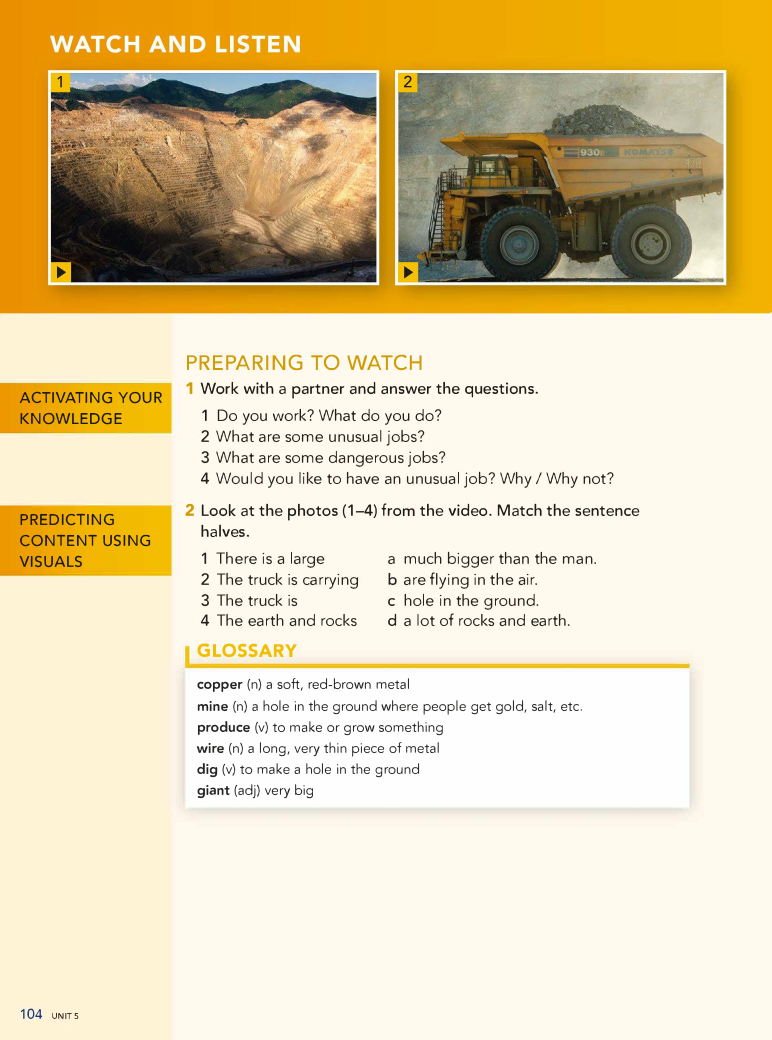 WATCH AND LISTEN
1
2
930E KOMATSU
PREPARING TO WATCH
ACTIVATING YOUR
KNOWLEDGE
1 Work with a partner and answer the questions.
1 Do you work? What do you do?
2 What are some unusual jobs?
3 What are some dangerous jobs?
4 Would you like to have an unusual job? Why / Why not?
PREDICTING
CONTENT USING
VISUALS
2 Look at the photos (1–4) from the video. Match the sentence
halves.
1 There is a large a much bigger than the man.
2 The truck is carrying b are flying in the air.
3 The truck is c hole in the ground.
4 The earth and rocks d a lot of rocks and earth.
GLOSSARY
copper (n) a soft, red-brown metal
mine (n) a hole in the ground where people get gold, salt, etc.
produce (v) to make or grow something
wire (n) a long, very thin piece of metal
dig (v) to make a hole in the ground
giant (adj) very big
104 UNIT 5